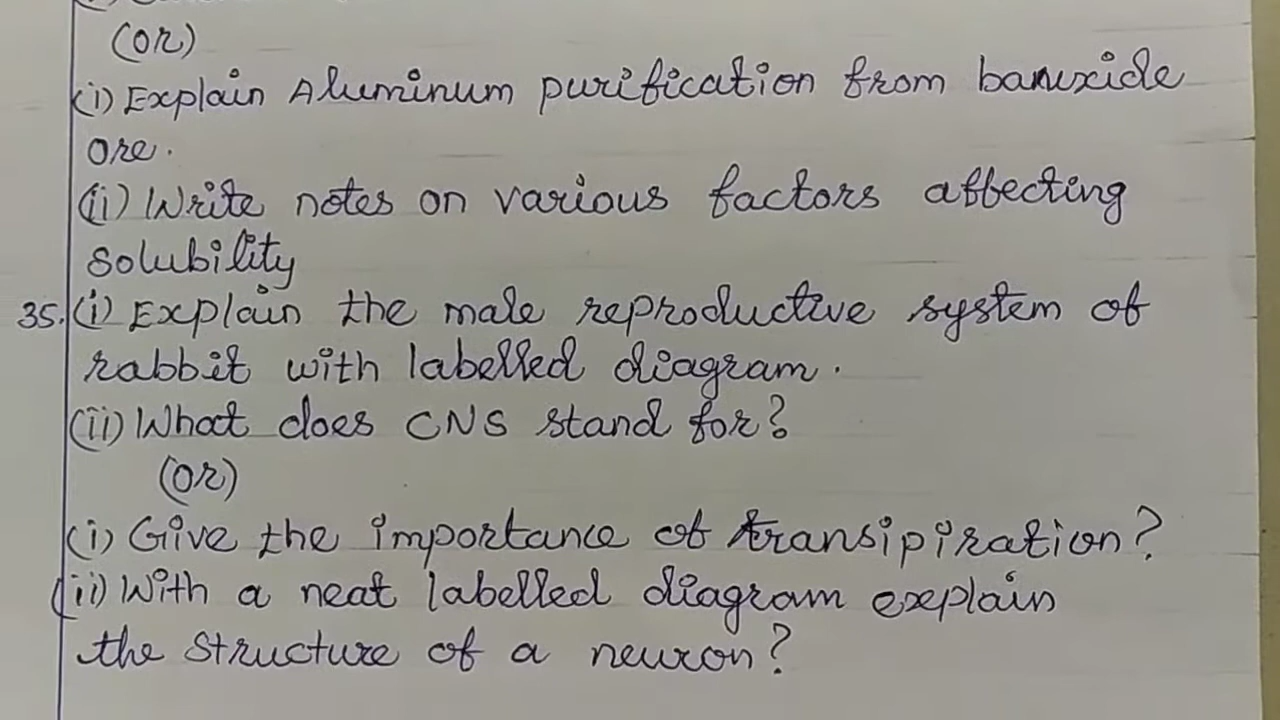 (or)
(i) Explain Aluminum purification from bauxide
ore.
(ii) Write notes on various factors affecting
solubility
35. (i) Explain the male reproductive system of
rabbit with labelled diagram.
(ii) What does CNS stand for?
(or)
(i) Give the importance of transipiration?
(ii) With a neat labelled diagram explain
the structure of a neuron?